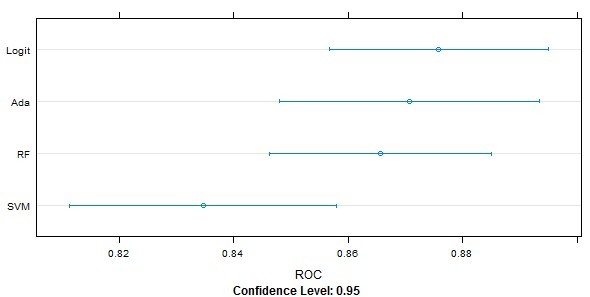 Logit
Ada
RF
SVM
0.82 0.84 0.86 0.88
ROC
Confidence Level: 0.95